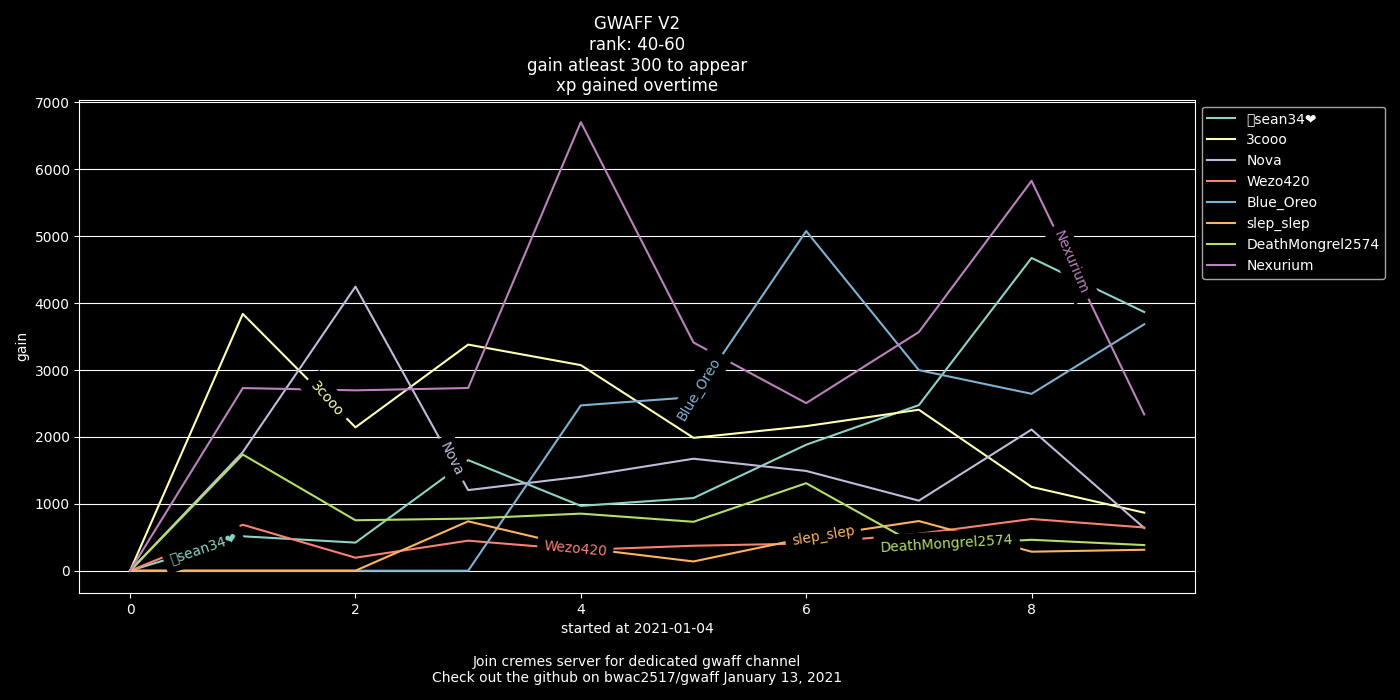 GWAFF V2
rank: 40-60
gain atleast 300 to appear
xp gained overtime
7000
6000
5000
4000
3000
2000
1000
0
gain
0 2 4 6 8
started at 2021-01-04
sean34❤
3cooo
Nova
Wezo420
Blue_Oreo
slep_slep
DeathMongrel2574
Nexurium
sean34❤
3cooo
Nova
Wezo420
Blue_Oreo
slep_slep
DeathMongrel2574
Nexurium
Join cremes server for dedicated gwaff channel
Check out the github on bwac2517/gwaff January 13, 2021